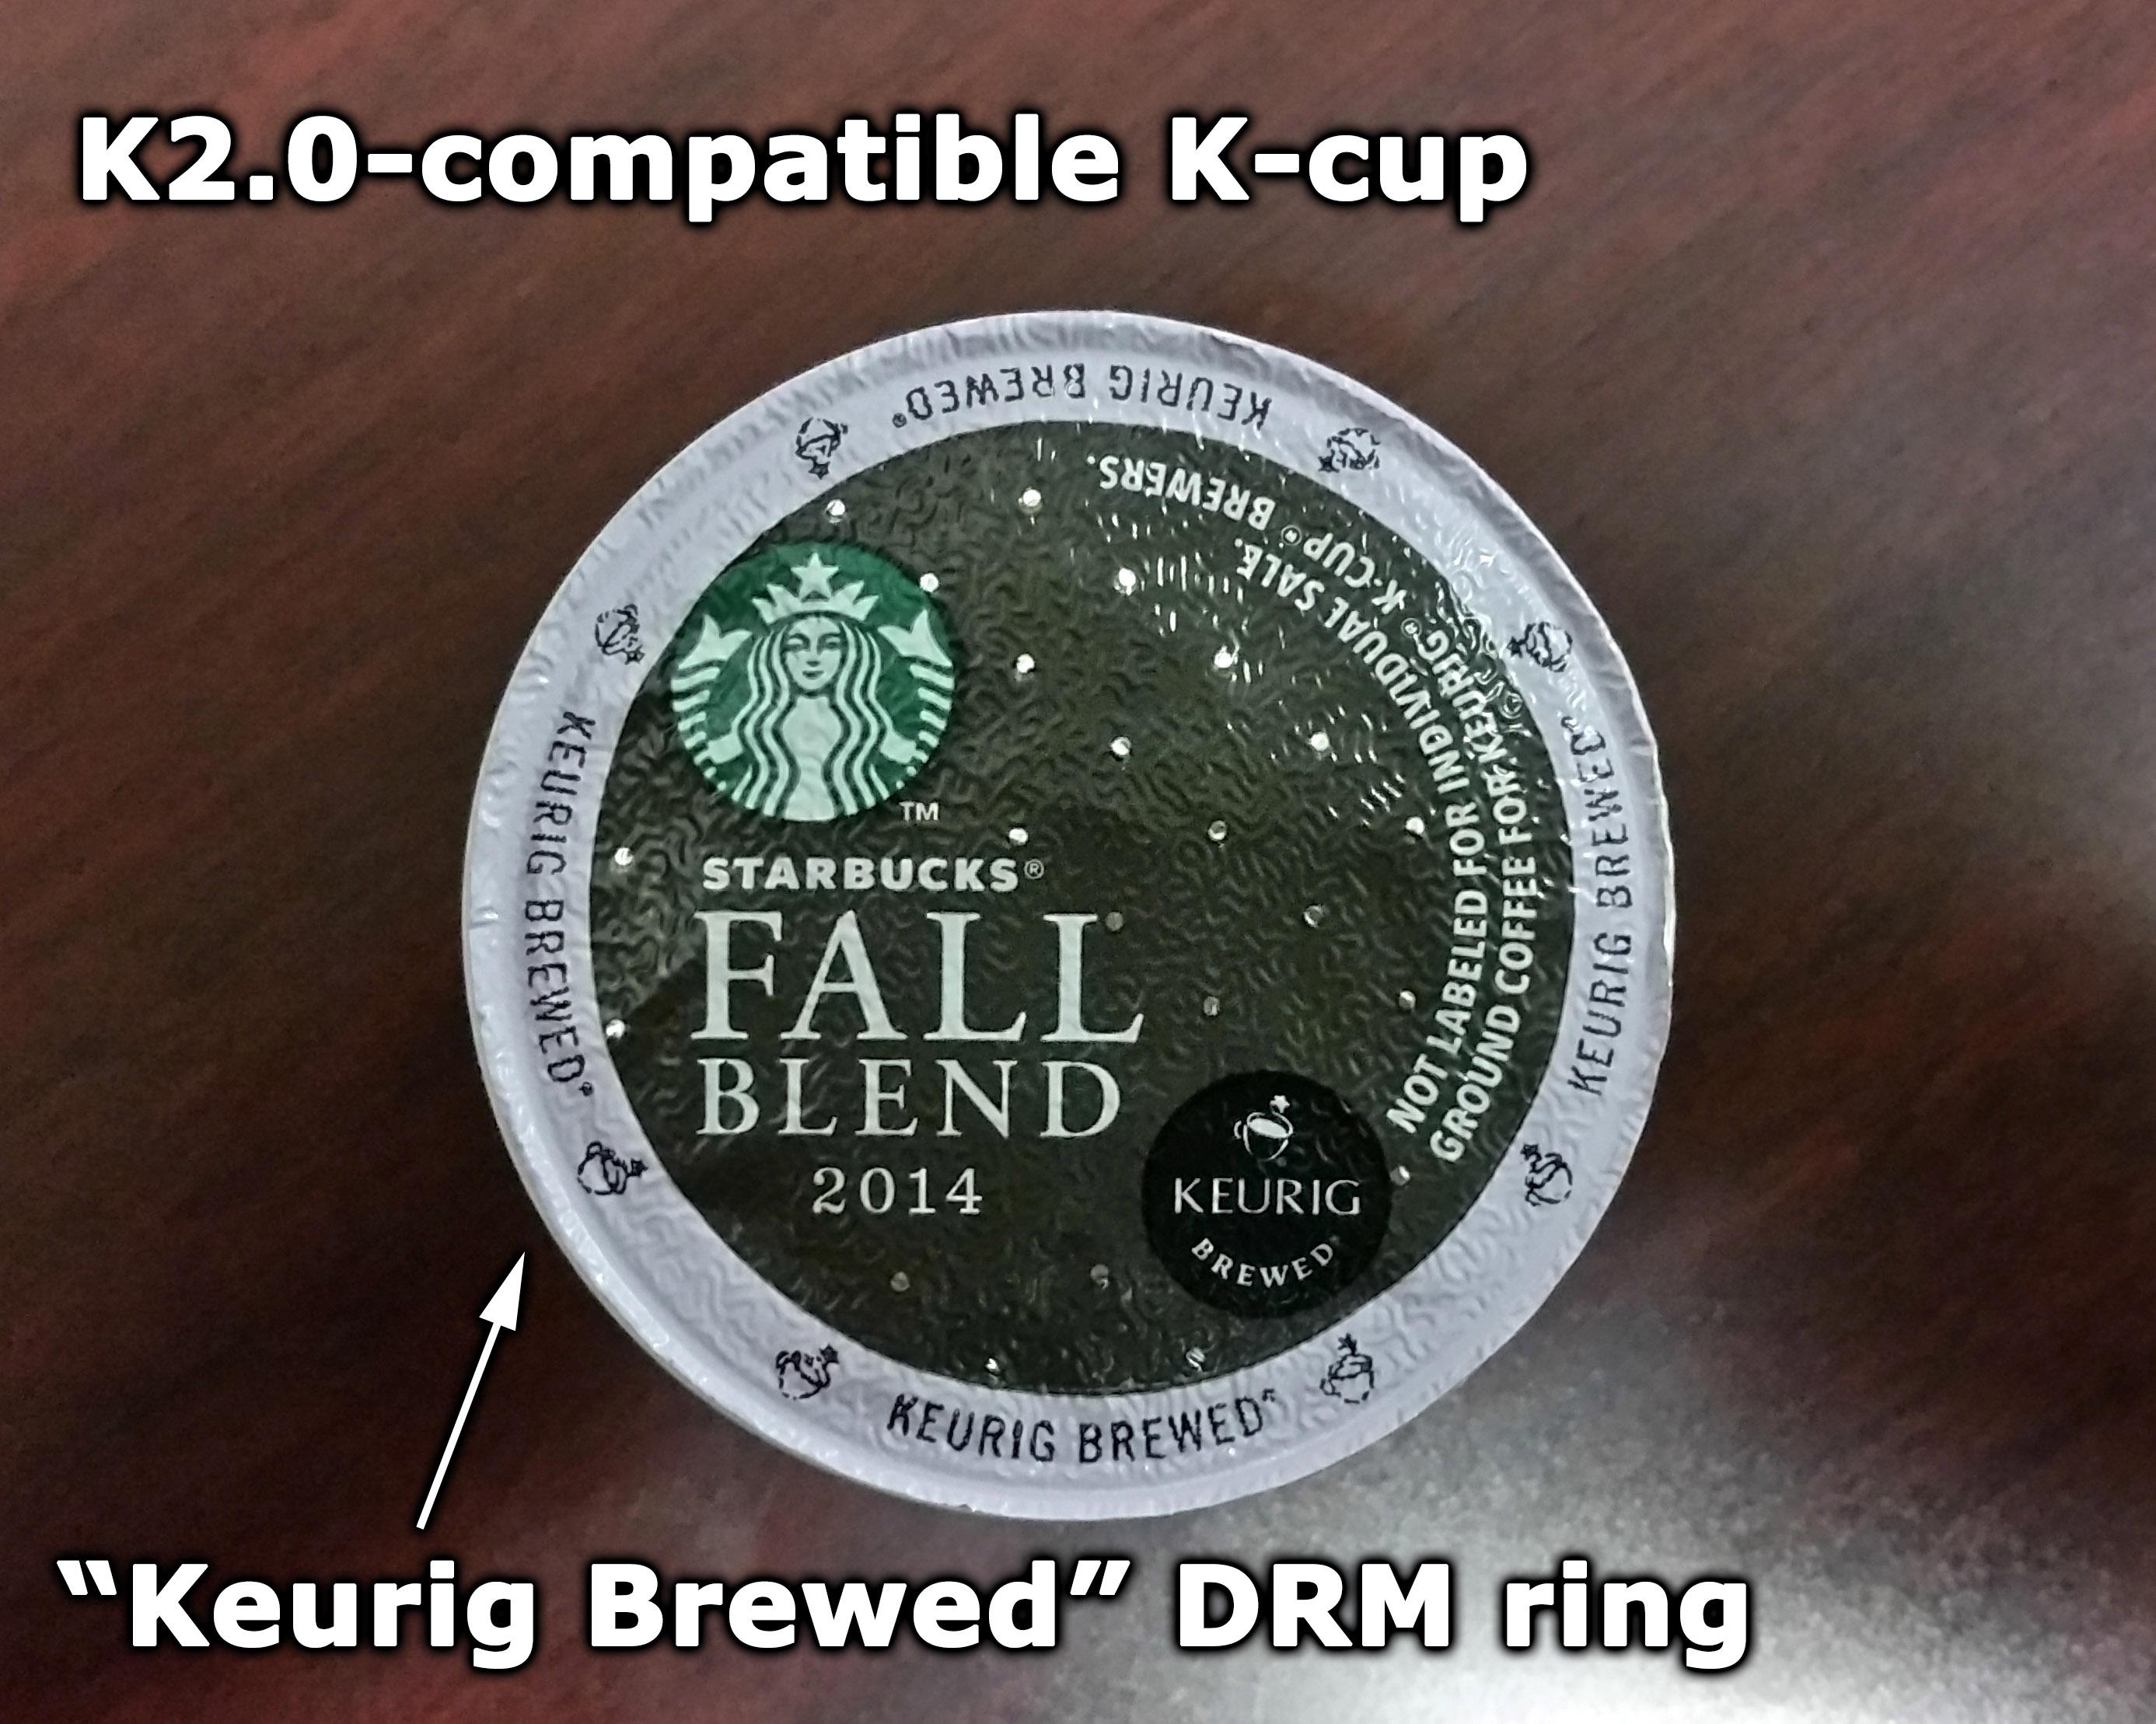 K2.0-compatible K-cup
KEURIG BREWED®
KEURIG BREWED®
KEURIG BREWED®
KEURIG BREWED®
NOT LABELED FOR INDIVIDUAL SALE.
GROUND COFFEE FOR KEURIG® K-CUP® BREWERS.
TM
STARBUCKS®
FALL
BLEND
2014
KEURIG
BREWED
“Keurig Brewed” DRM ring